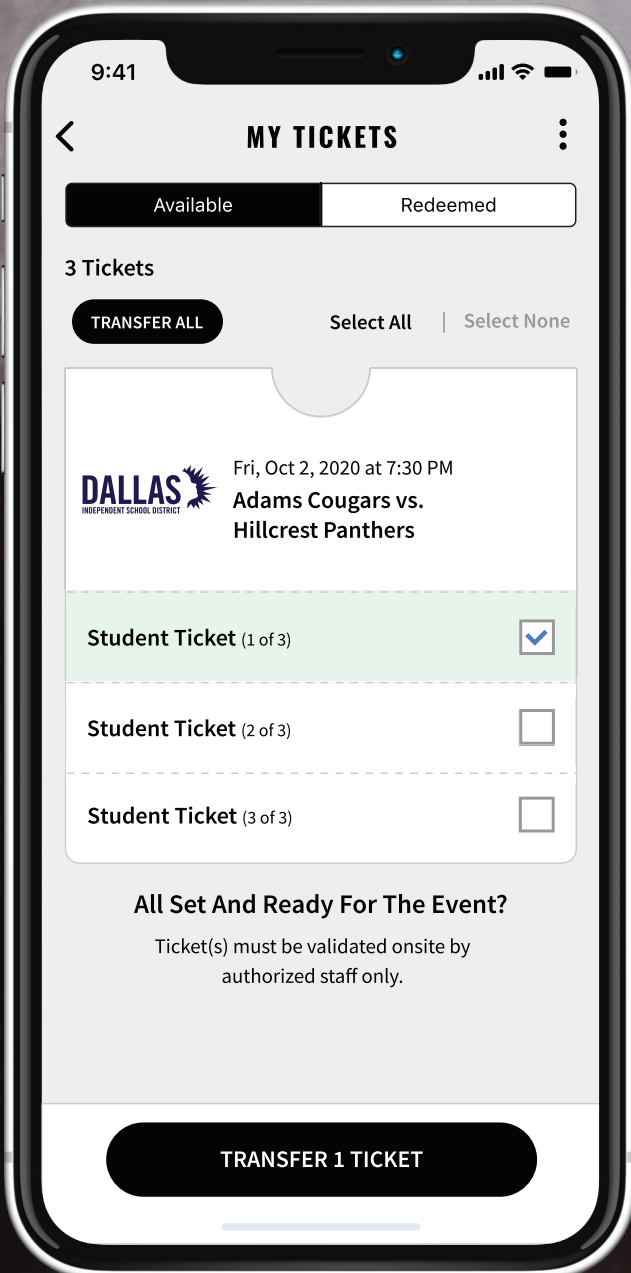 9:41
MY TICKETS
Available
Redeemed
3 Tickets
TRANSFER ALL
Select All | Select None
DALLAS
INDEPENDENT SCHOOL DISTRICT
Fri, Oct 2, 2020 at 7:30 PM
Adams Cougars vs.
Hillcrest Panthers
Student Ticket (1 of 3)
Student Ticket (2 of 3)
Student Ticket (3 of 3)
All Set And Ready For The Event?
Ticket(s) must be validated onsite by
authorized staff only.
TRANSFER 1 TICKET